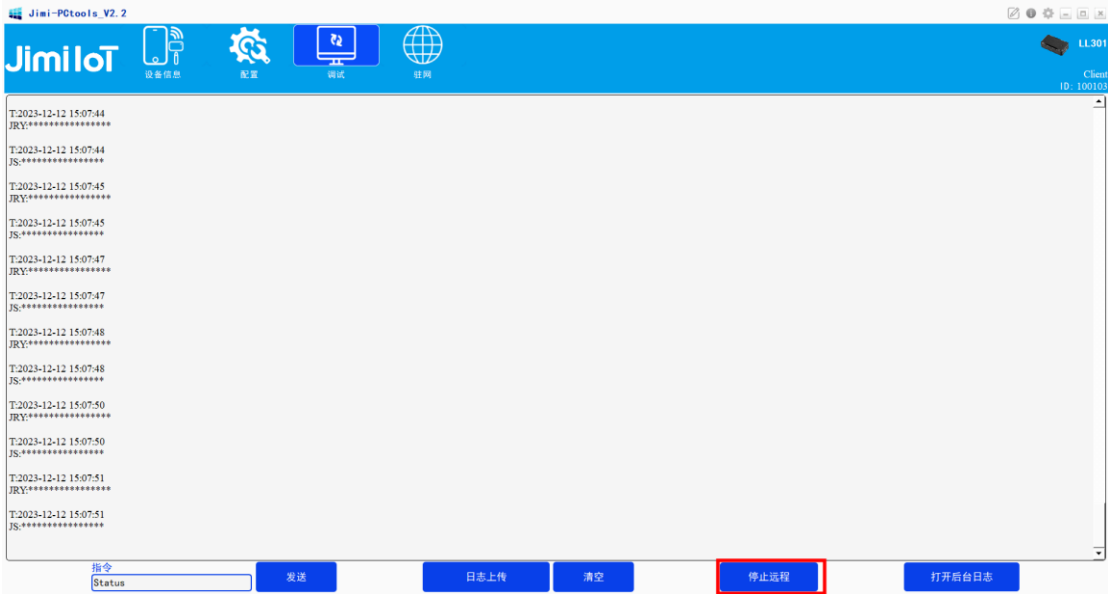 Jimi-PCtools_V2.2
Jimi IoT
设备信息
配置
调试
驻网
LL301
Client
ID: 100103
T:2023-12-12 15:07:44
JRY:****************
T:2023-12-12 15:07:44
JS:****************
T:2023-12-12 15:07:45
JRY:****************
T:2023-12-12 15:07:45
JS:****************
T:2023-12-12 15:07:47
JRY:****************
T:2023-12-12 15:07:47
JS:****************
T:2023-12-12 15:07:48
JRY:****************
T:2023-12-12 15:07:48
JS:****************
T:2023-12-12 15:07:50
JRY:****************
T:2023-12-12 15:07:50
JS:****************
T:2023-12-12 15:07:51
JRY:****************
T:2023-12-12 15:07:51
JS:****************
指令
Status
发送
日志上传
清空
停止远程
打开后台日志